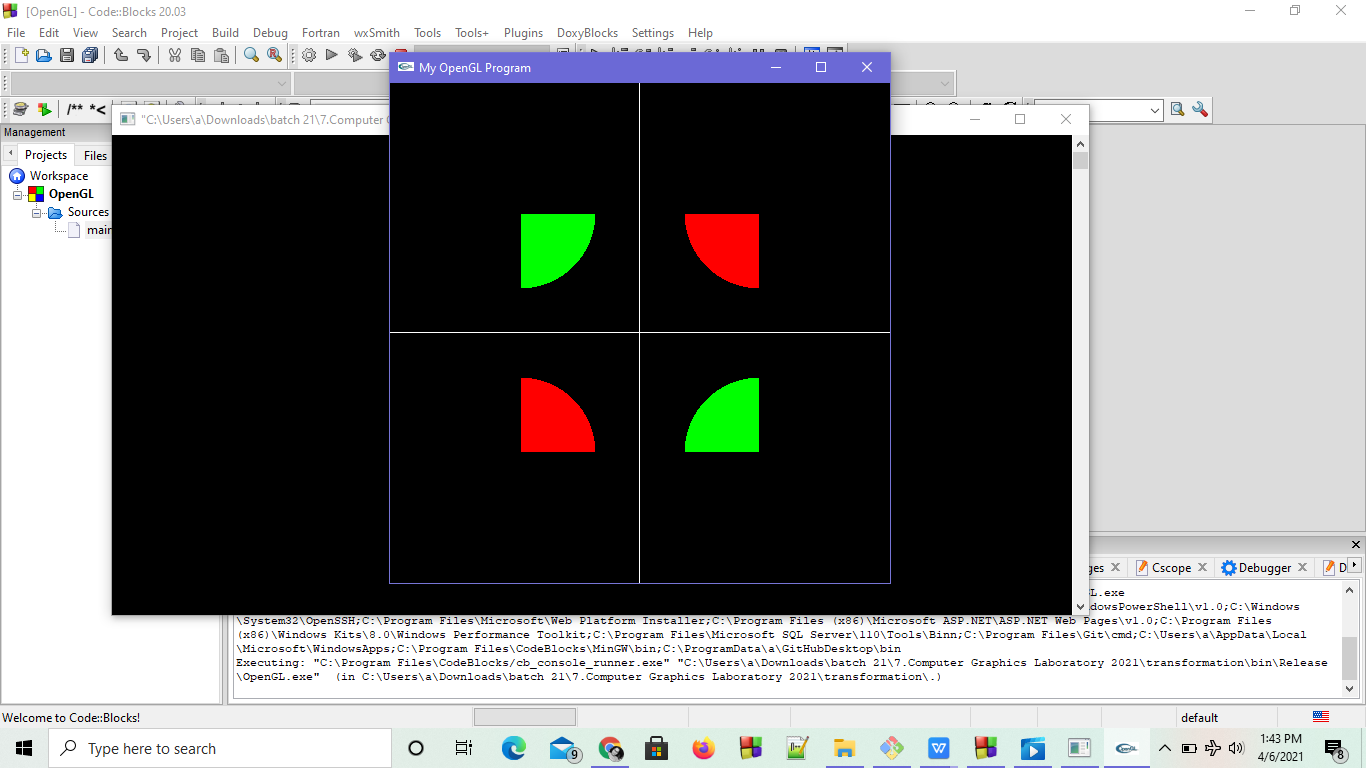 [OpenGL] - Code::Blocks 20.03
File Edit View Search Project Build Debug Fortran wxSmith Tools Tools+ Plugins DoxyBlocks Settings Help
My OpenGL Program
/** *<
"C:\Users\a\Downloads\batch 21\7.Computer
Management
Projects Files
Workspace
OpenGL
Sources
Cscope Debugger
\System32\OpenSSH;C:\Program Files\Microsoft\Web Platform Installer;C:\Program Files (x86)\Microsoft ASP.NET\ASP.NET Web Pages\v1.0;C:\Program Files
(x86)\Windows Kits\8.0\Windows Performance Toolkit;C:\Program Files\Microsoft SQL Server\110\Tools\Binn;C:\Program Files\Git\cmd;C:\Users\a\AppData\Local
\Microsoft\WindowsApps;C:\Program Files\CodeBlocks\MinGW\bin;C:\ProgramData\a\GitHubDesktop\bin
Executing: "C:\Program Files\CodeBlocks/cb_console_runner.exe" "C:\Users\a\Downloads\batch 21\7.Computer Graphics Laboratory 2021\transformation\bin\Release
\OpenGL.exe" (in C:\Users\a\Downloads\batch 21\7.Computer Graphics Laboratory 2021\transformation\.)
Welcome to Code::Blocks!
default
Type here to search
9
1:43 PM
4/6/2021
8